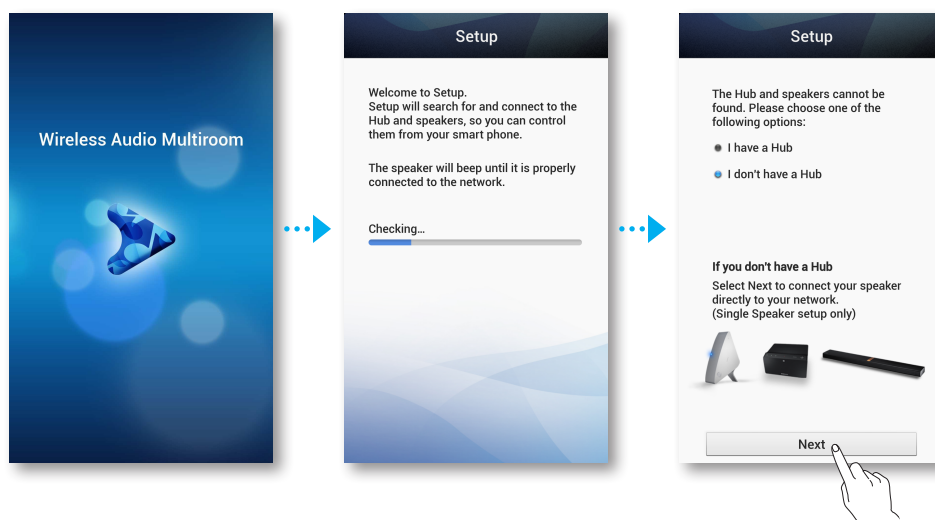 Wireless Audio Multiroom
Setup
Welcome to Setup.
Setup will search for and connect to the
Hub and speakers, so you can control
them from your smart phone.
The speaker will beep until it is properly
connected to the network.
Checking...
Setup
The Hub and speakers cannot be
found. Please choose one of the
following options:
I have a Hub
I don't have a Hub
If you don't have a Hub
Select Next to connect your speaker
directly to your network.
(Single Speaker setup only)
Next